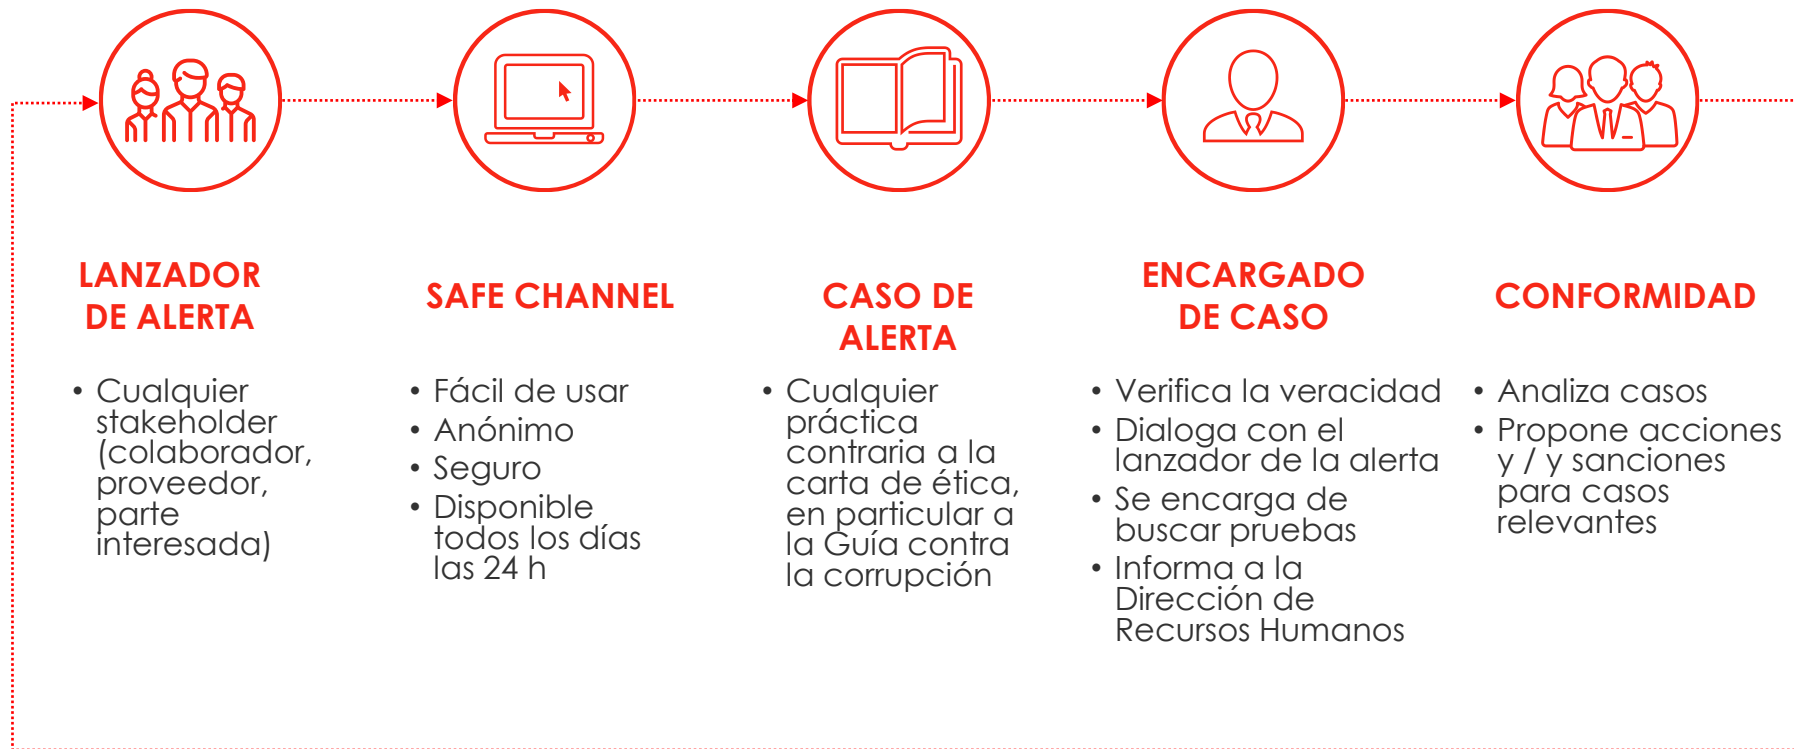 LANZADOR
DE ALERTA
• Cualquier
stakeholder
(colaborador,
proveedor,
parte
interesada)
SAFE CHANNEL
• Fácil de usar
• Anónimo
• Seguro
• Disponible
todos los días
las 24 h
CASO DE
ALERTA
• Cualquier
práctica
contraria a la
carta de ética,
en particular a
la Guía contra
la corrupción
ENCARGADO
DE CASO
• Verifica la veracidad
• Dialoga con el
lanzador de la alerta
• Se encarga de
buscar pruebas
• Informa a la
Dirección de
Recursos Humanos
CONFORMIDAD
• Analiza casos
• Propone acciones
y / y sanciones
para casos
relevantes